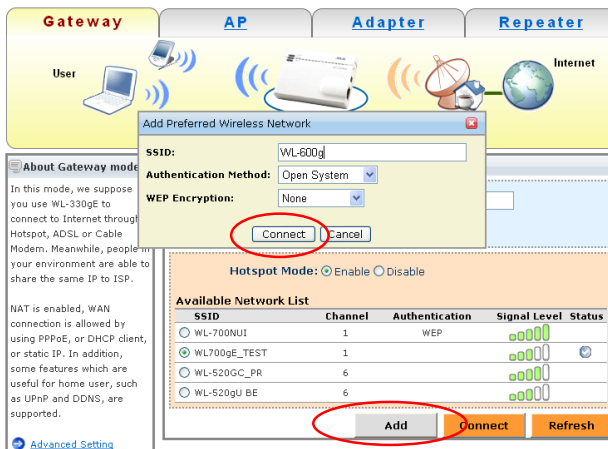 Gateway
AP
Adapter
Repeater
User
Internet
Add Preferred Wireless Network
SSID:
WL-600g
Authentication Method:
Open System
WEP Encryption:
None
Connect
Cancel
About Gateway mode
In this mode, we suppose
you use WL-330gE to
connect to Internet through
Hotspot, ADSL or Cable
Modem. Meanwhile, people in
your environment are able to
share the same IP to ISP.
NAT is enabled, WAN
connection is allowed by
using PPPoE, or DHCP client,
or static IP. In addition,
some features which are
useful for home user, such
as UPnP and DDNS, are
supported.
Advanced Setting
Hotspot Mode: Enable Disable
Available Network List
SSID Channel Authentication Signal Level Status
WL-700NUI 1 WEP
WL700gE_TEST 1
WL-520GC_PR 6
WL-520gU BE 6
Add
Connect
Refresh